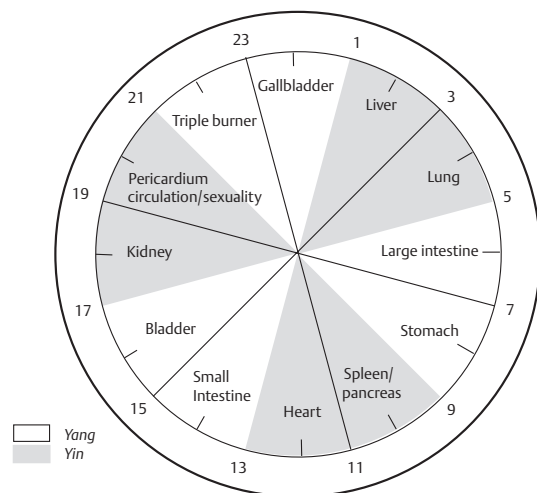 23
1
Gallbladder
21
Liver
3
Triple burner
Lung
5
Pericardium
circulation/sexuality
19
Large intestine
Kidney
17
7
Bladder
Stomach
Small
Intestine
Spleen/
pancreas
Heart
15
9
13
11
Yang
Yin